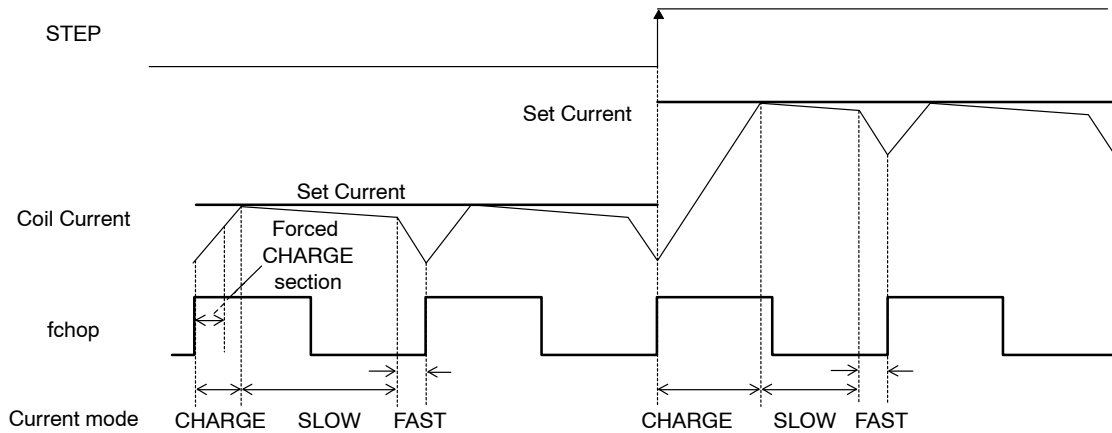 STEP
Set Current
Set Current
Coil Current
Forced
CHARGE
section
fchop
Current mode
CHARGE SLOW FAST CHARGE SLOW FAST